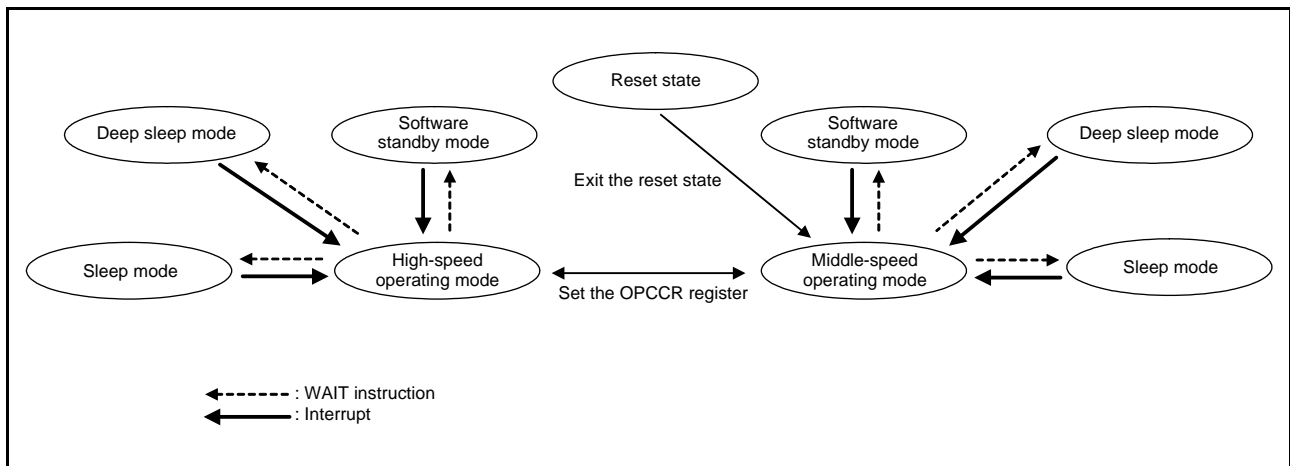 Reset state
Deep sleep mode
Software
standby mode
Software
standby mode
Deep sleep mode
Exit the reset state
Sleep mode
High-speed
operating mode
Set the OPCCR register
Middle-speed
operating mode
Sleep mode
: WAIT instruction
: Interrupt